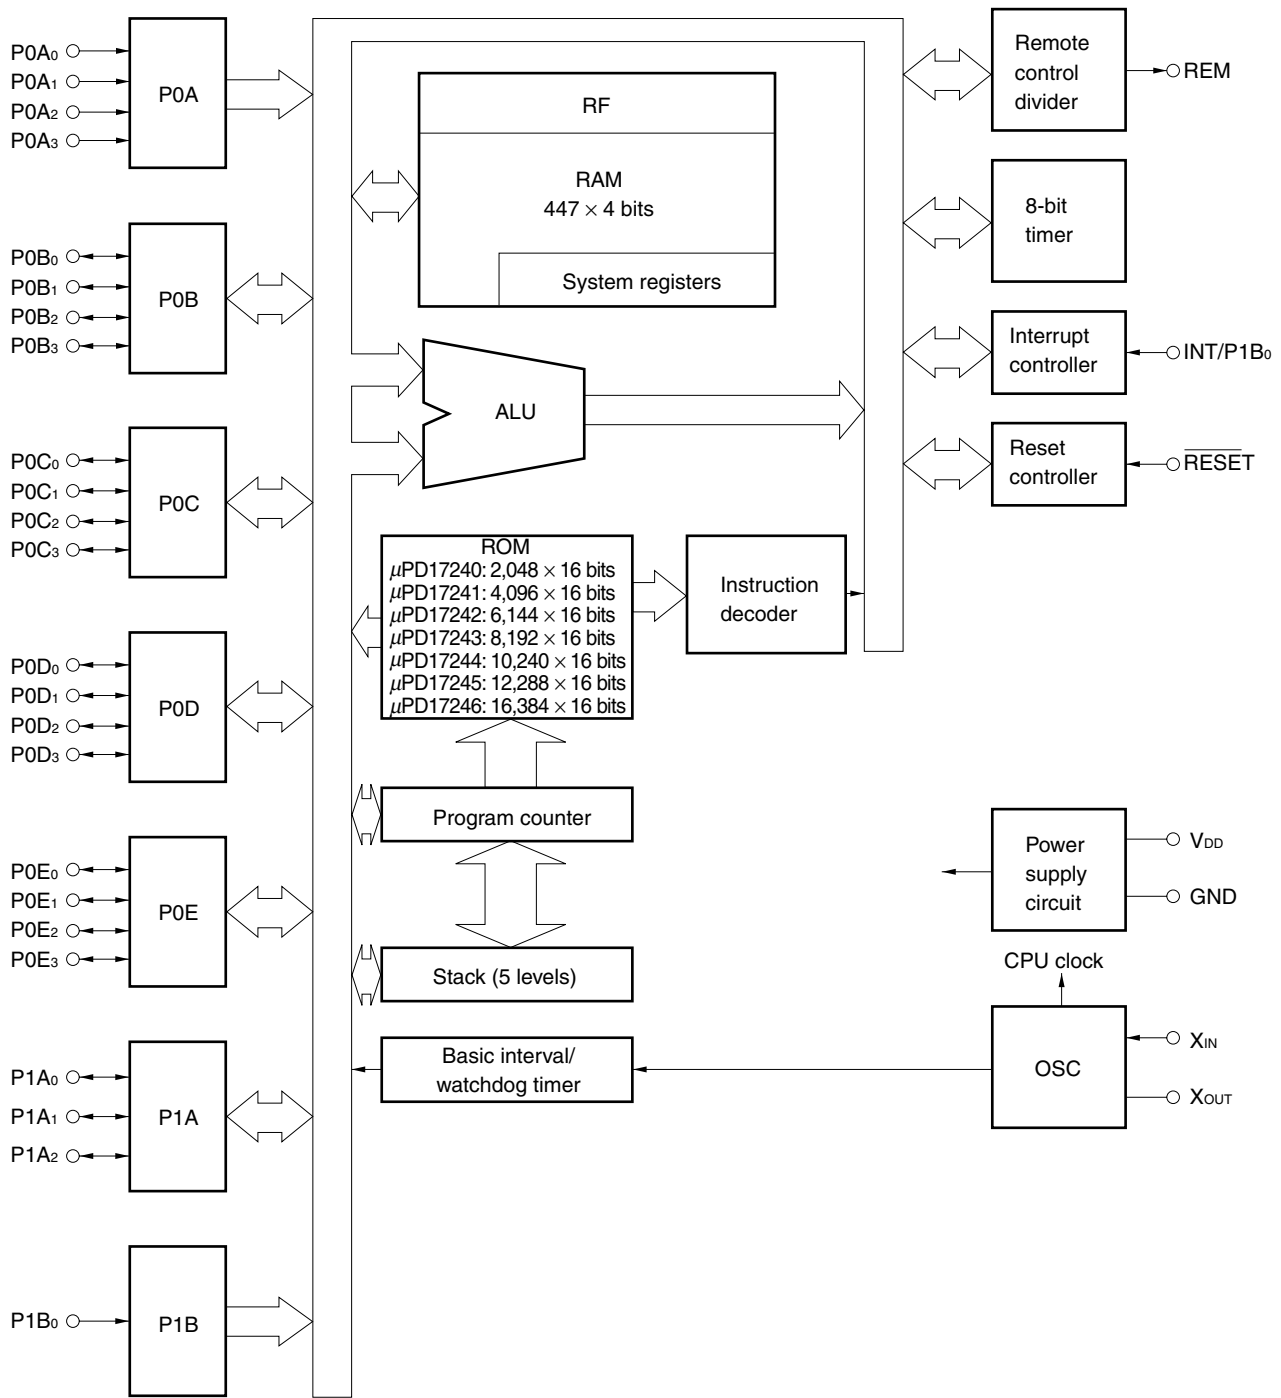 P0A0
P0A1
P0A2
P0A3
P0A
P0B0
P0B1
P0B2
P0B3
P0B
P0C0
P0C1
P0C2
P0C3
P0C
P0D0
P0D1
P0D2
P0D3
P0D
P0E0
P0E1
P0E2
P0E3
P0E
P1A0
P1A1
P1A2
P1A
P1B0
P1B
RF
RAM
447 × 4 bits
System registers
ALU
ROM
μPD17240: 2,048 × 16 bits
μPD17241: 4,096 × 16 bits
μPD17242: 6,144 × 16 bits
μPD17243: 8,192 × 16 bits
μPD17244: 10,240 × 16 bits
μPD17245: 12,288 × 16 bits
μPD17246: 16,384 × 16 bits
Instruction
decoder
Program counter
Stack (5 levels)
Basic interval/
watchdog timer
Remote
control
divider
REM
8-bit
timer
Interrupt
controller
INT/P1B0
Reset
controller
RESET
Power
supply
circuit
VDD
GND
CPU clock
OSC
XIN
XOUT